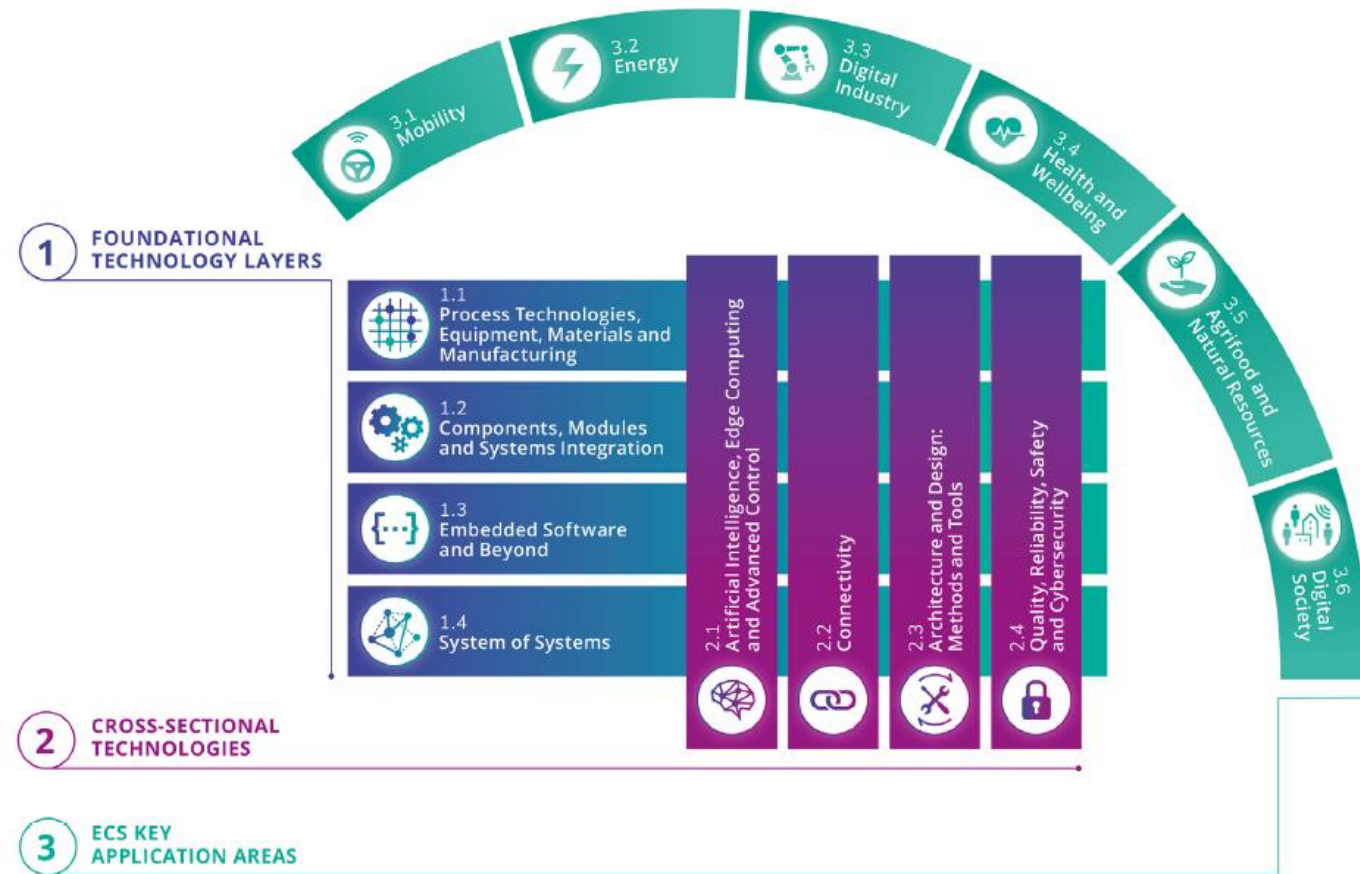 3.1
Mobility
3.2
Energy
3.3
Digital
Industry
3.4
Health and
Wellbeing
3.5
Agrifood and
Natural Resources
3.6
Digital
Society
1
FOUNDATIONAL
TECHNOLOGY LAYERS
1.1
Process Technologies,
Equipment, Materials and
Manufacturing
1.2
Components, Modules
and Systems Integration
1.3
Embedded Software
and Beyond
1.4
System of Systems
2.1
Artificial Intelligence, Edge Computing
and Advanced Control
2.2
Connectivity
2.3
Architecture and Design:
Methods and Tools
2.4
Quality, Reliability, Safety
and Cybersecurity
2
CROSS-SECTIONAL
TECHNOLOGIES
3
ECS KEY
APPLICATION AREAS